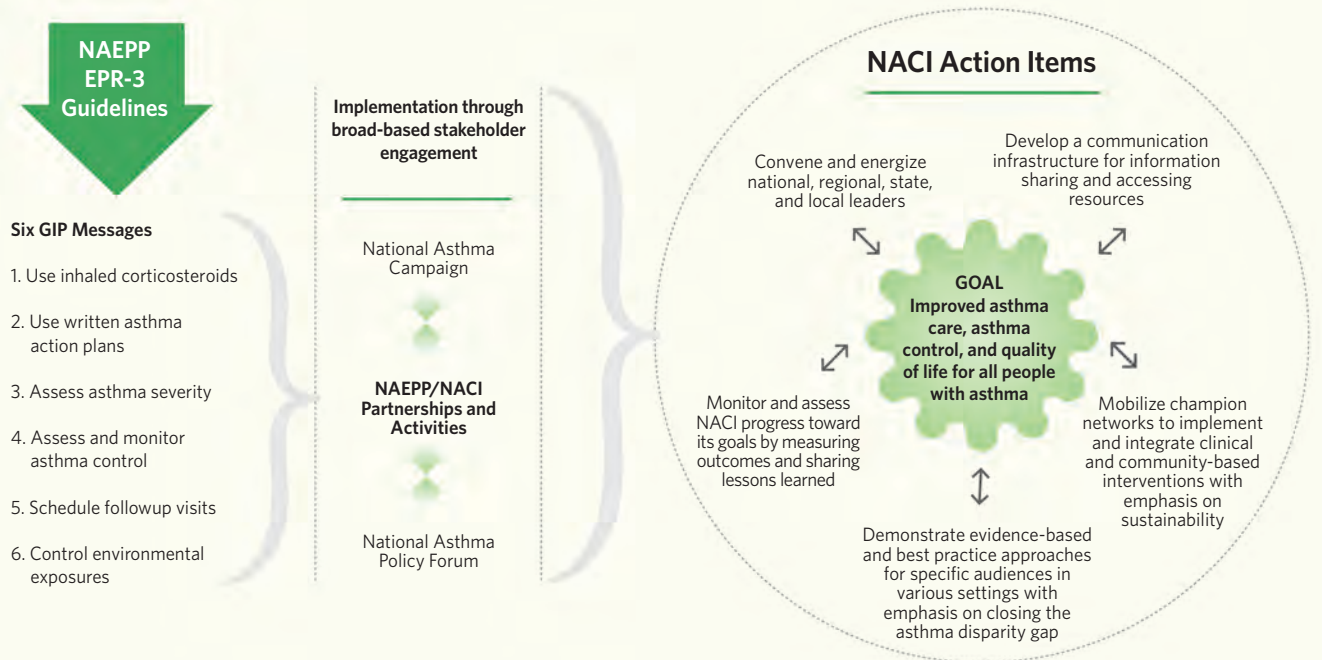 NAEPP
EPR-3
Guidelines
Six GIP Messages
1. Use inhaled corticosteroids
2. Use written asthma
action plans
3. Assess asthma severity
4. Assess and monitor
asthma control
5. Schedule followup visits
6. Control environmental
exposures
Implementation through
broad-based stakeholder
engagement
National Asthma
Campaign
NAEPP/NACI
Partnerships and
Activities
National Asthma
Policy Forum
NACI Action Items
Convene and energize
national, regional, state,
and local leaders
Develop a communication
infrastructure for information
sharing and accessing
resources
GOAL
Improved asthma
care, asthma
control, and quality
of life for all people
with asthma
Monitor and assess
NACI progress toward
its goals by measuring
outcomes and sharing
lessons learned
Mobilize champion
networks to implement
and integrate clinical
and community-based
interventions with
emphasis on
sustainability
Demonstrate evidence-based
and best practice approaches
for specific audiences in
various settings with
emphasis on closing the
asthma disparity gap